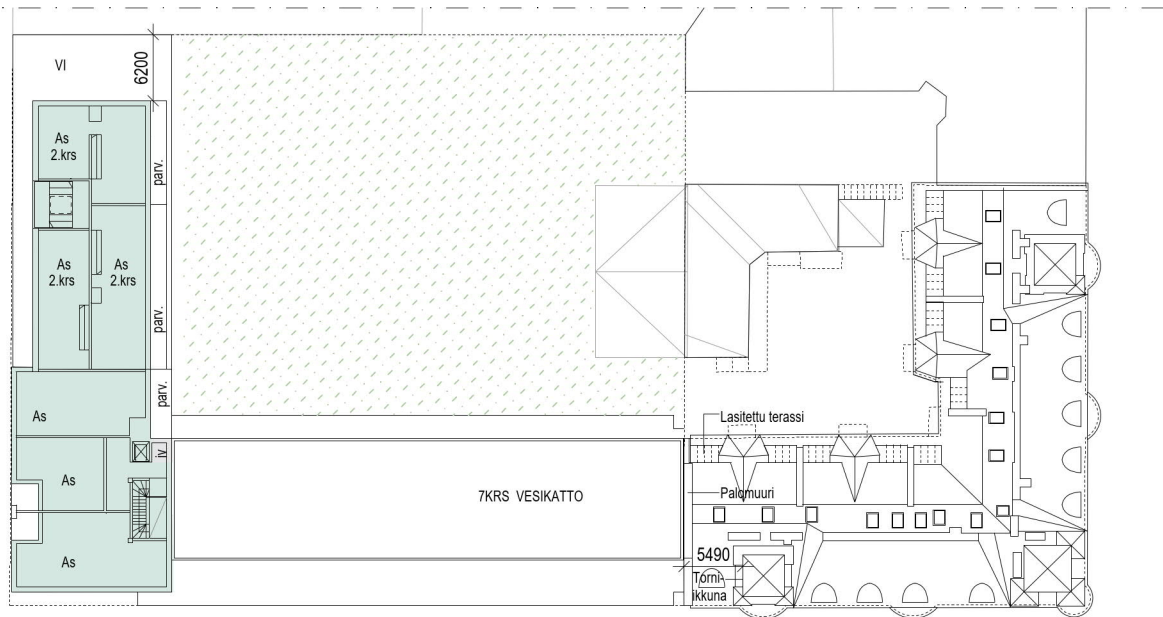 VI
6200
As
2.krs
parv.
As
2.krs
As
2.krs
parv.
parv.
As
iv
As
As
7KRS VESIKATTO
Lasitettu terassi
Palomuuri
5490
Torni-
ikkuna